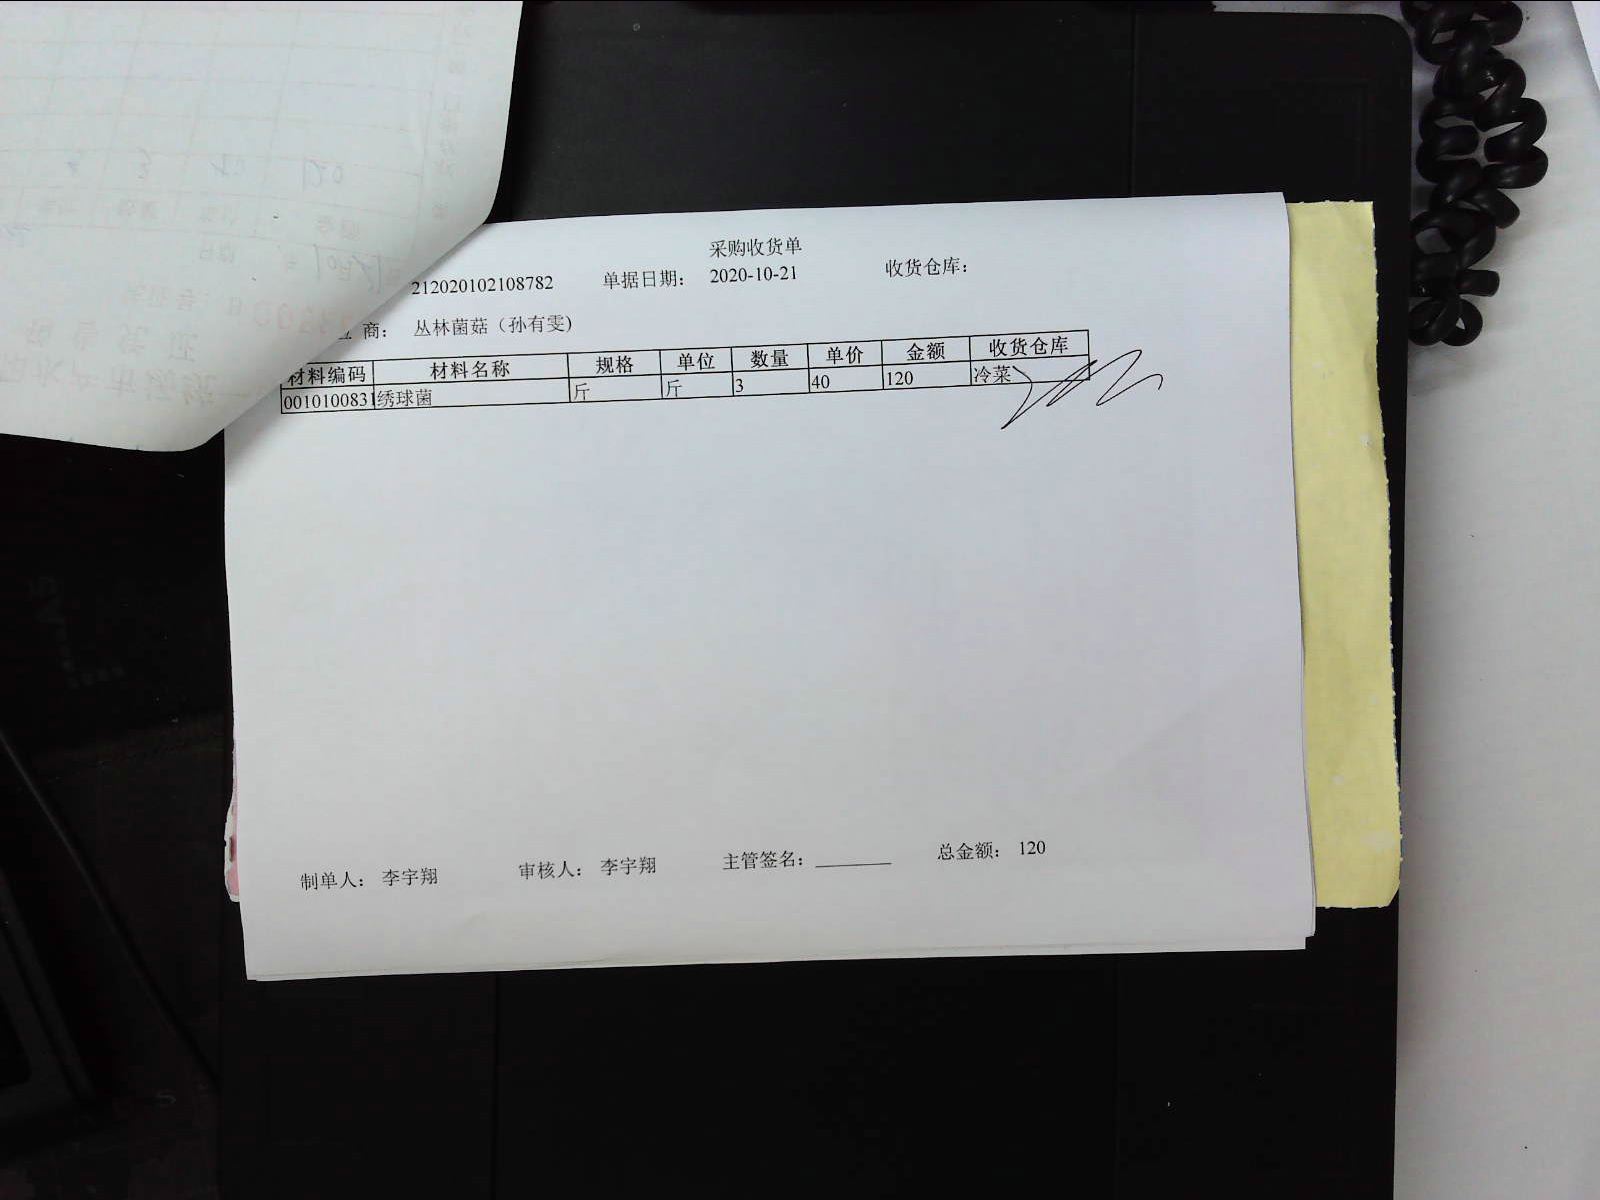 采购收货单
212020102108782 单据日期: 2020-10-21 收货仓库:
商: 丛林菌菇（孙有雯)
材料编码 材料名称 规格 单位 数量 单价 金额 收货仓库
0010100831 绣球菌 斤 斤 3 40 120 冷菜
制单人: 李宇翔 审核人: 李宇翔 主管签名:________ 总金额: 120